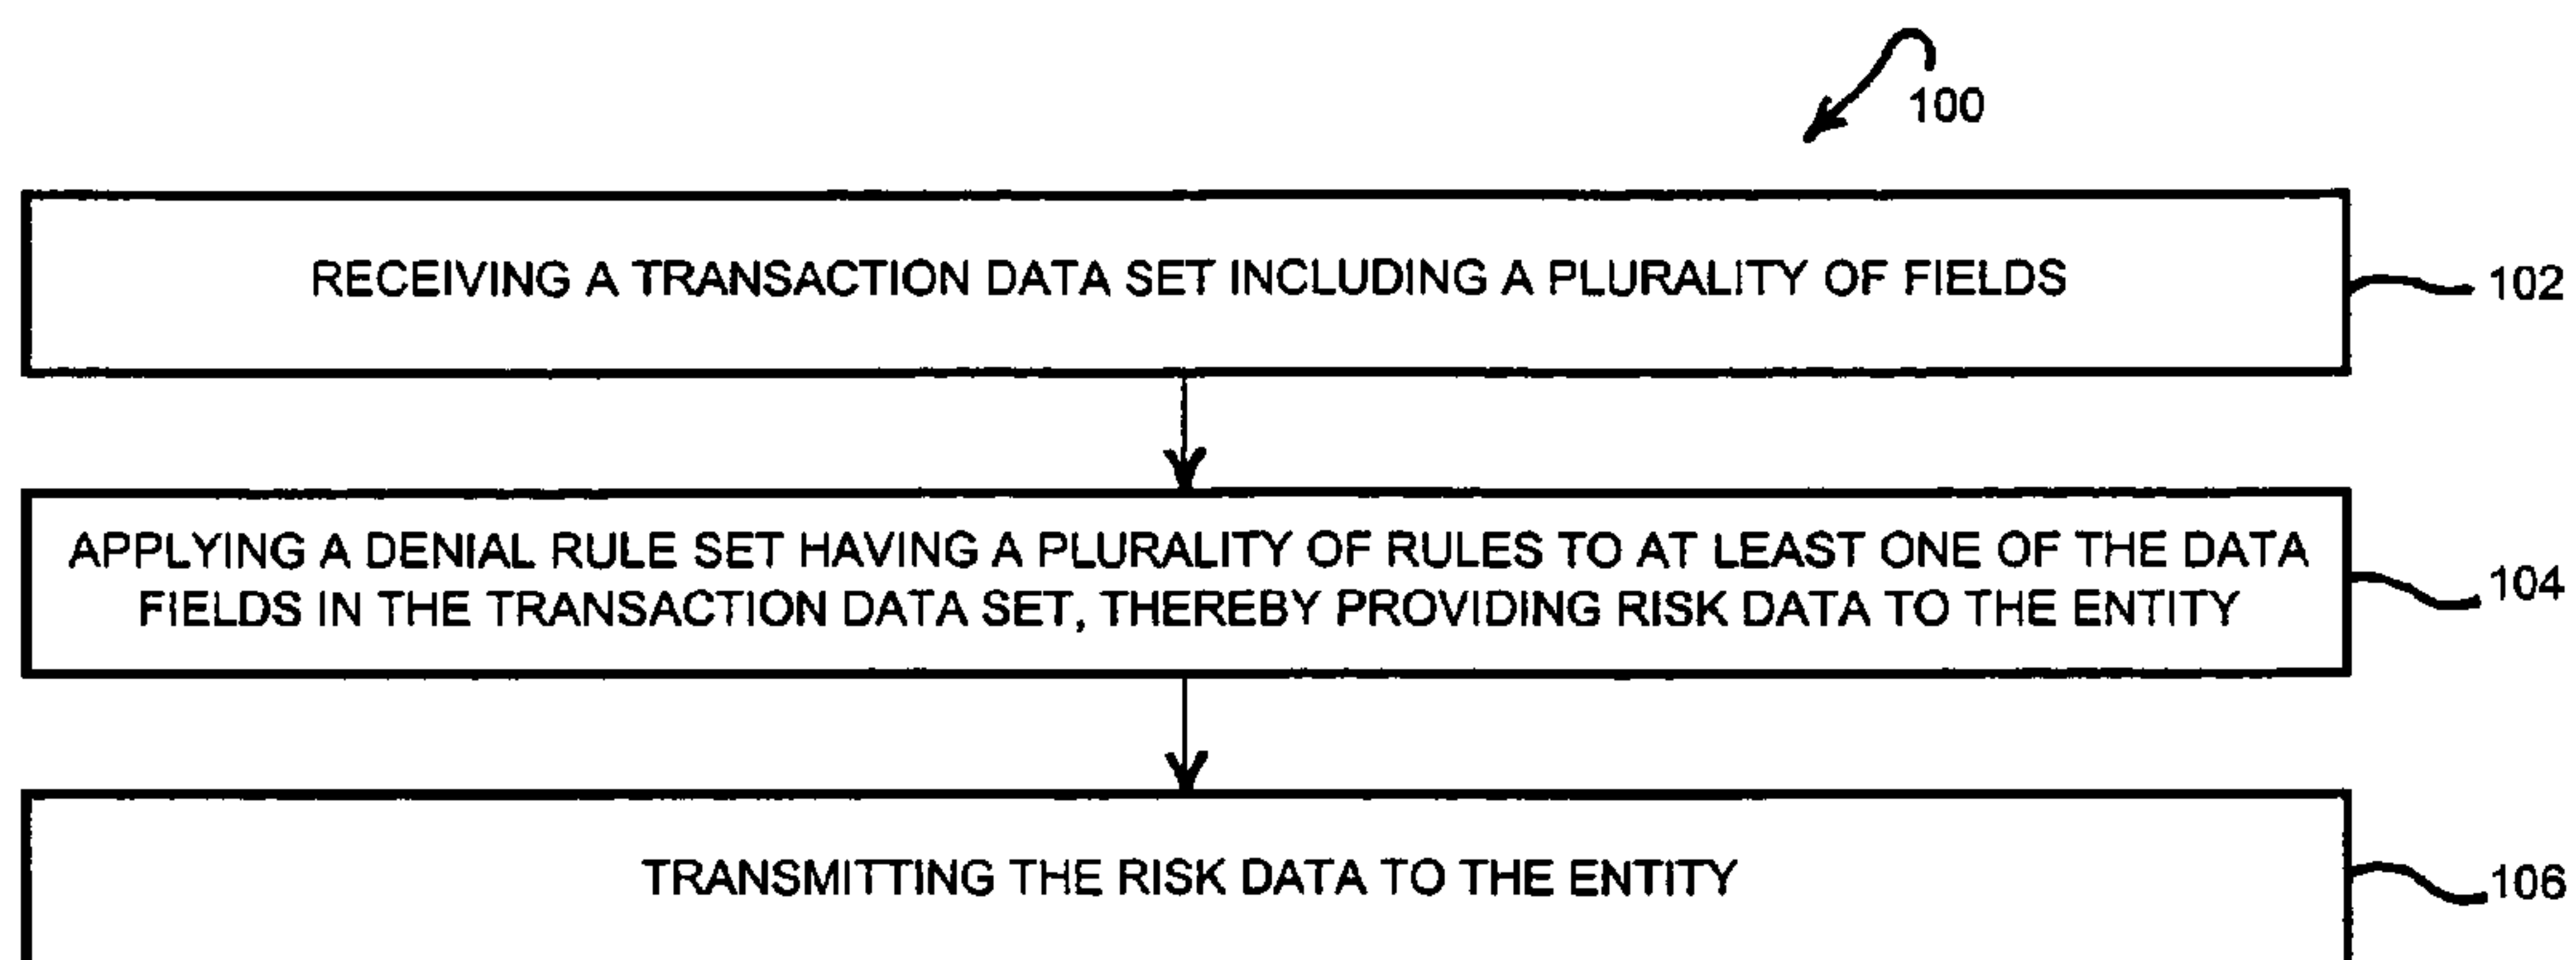 100
RECEIVING A TRANSACTION DATA SET INCLUDING A PLURALITY OF FIELDS
102
APPLYING A DENIAL RULE SET HAVING A PLURALITY OF RULES TO AT LEAST ONE OF THE DATA
FIELDS IN THE TRANSACTION DATA SET, THEREBY PROVIDING RISK DATA TO THE ENTITY
104
TRANSMITTING THE RISK DATA TO THE ENTITY
106